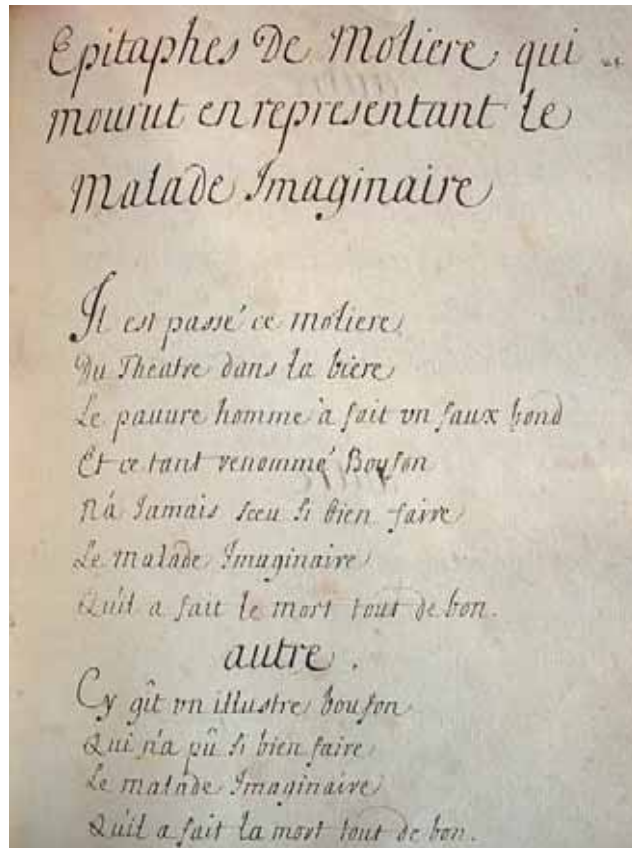 Epitaphes De Moliere qui
mourut en representant le
Malade Imaginaire
Il est passé ce moliere
Du Theatre dans la biere
Le pauure homme à fait vn faux bond
Et ce tant renommé Boufon
N'á Jamais sceu si bien faire
Le malade Imaginaire
Qu'il a fait le mort tout de bon.
autre.
Cy gît vn illustre boufon
Qui n'a pû si bien faire
Le malade Imaginaire
Qu'il a fait la mort tout de bon.